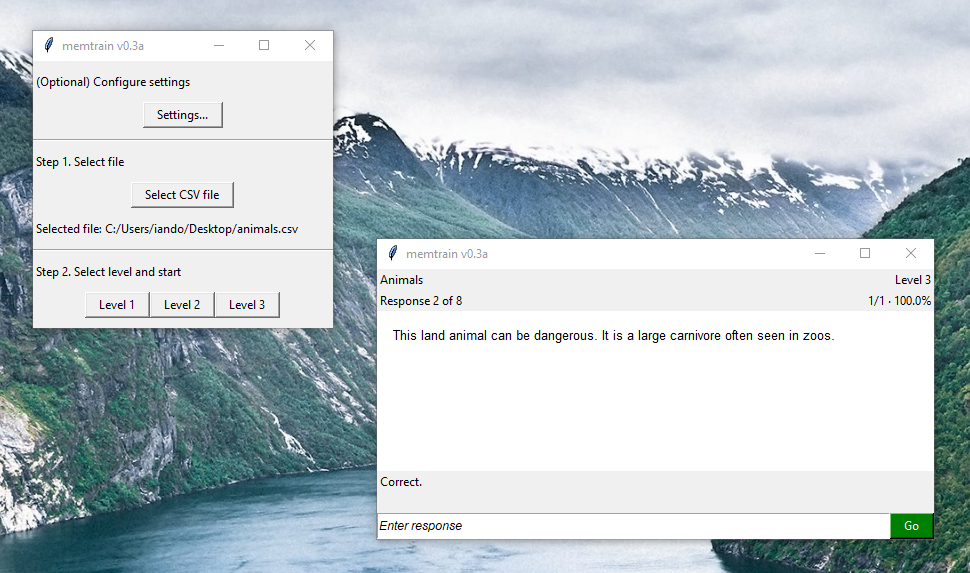 memtrain v0.3a
(Optional) Configure settings
Settings...
Step 1. Select file
Select CSV file
Selected file: C:/Users/iando/Desktop/animals.csv
Step 2. Select level and start
Level 1 Level 2 Level 3
memtrain v0.3a
Animals Level 3
Response 2 of 8 1/1 · 100.0%
This land animal can be dangerous. It is a large carnivore often seen in zoos.
Correct.
Enter response Go